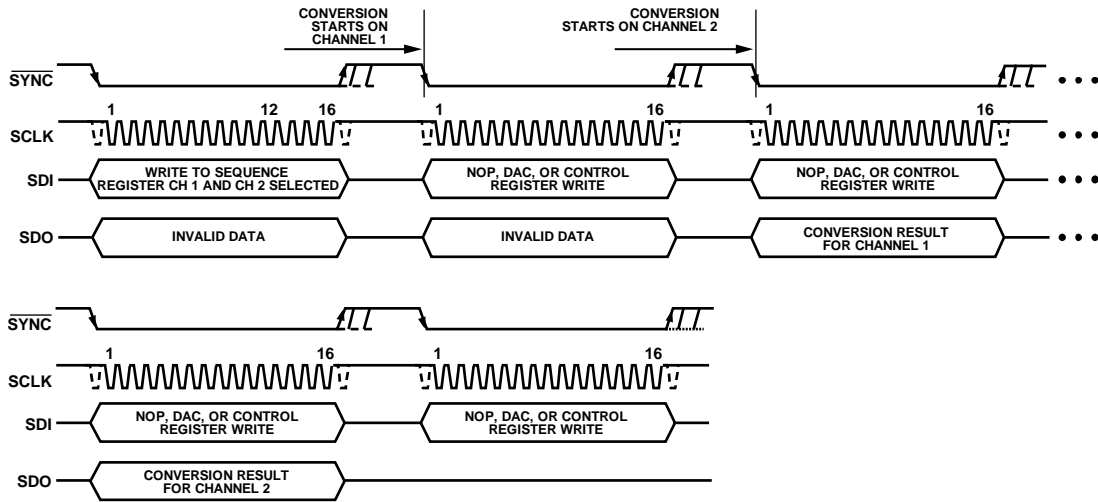 CONVERSION
STARTS ON
CHANNEL 1
CONVERSION
STARTS ON CHANNEL 2
SYNC
1 12 16 1 16 1 16
SCLK
SDI
WRITE TO SEQUENCE
REGISTER CH 1 AND CH 2 SELECTED
NOP, DAC, OR CONTROL
REGISTER WRITE
NOP, DAC, OR CONTROL
REGISTER WRITE
SDO
INVALID DATA
INVALID DATA
CONVERSION RESULT
FOR CHANNEL 1
SYNC
1 16 1 16
SCLK
SDI
NOP, DAC, OR CONTROL
REGISTER WRITE
NOP, DAC, OR CONTROL
REGISTER WRITE
SDO
CONVERSION RESULT
FOR CHANNEL 2